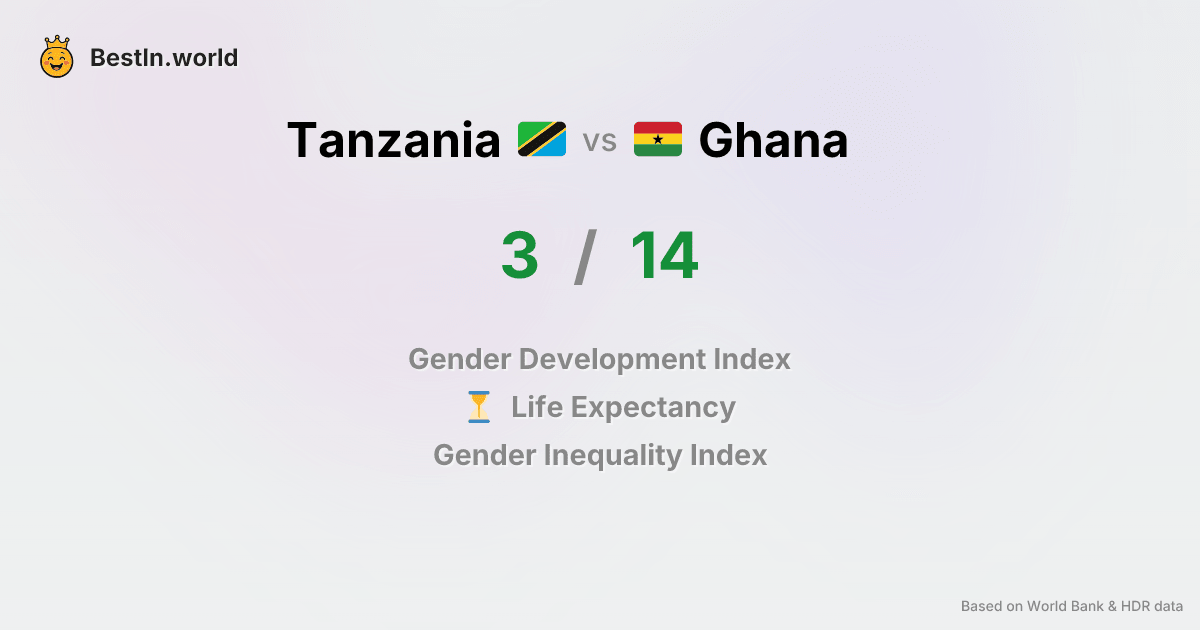 BestIn.world
Tanzania vs Ghana
3 / 14
Gender Development Index
Life Expectancy
Gender Inequality Index
Based on World Bank & HDR data